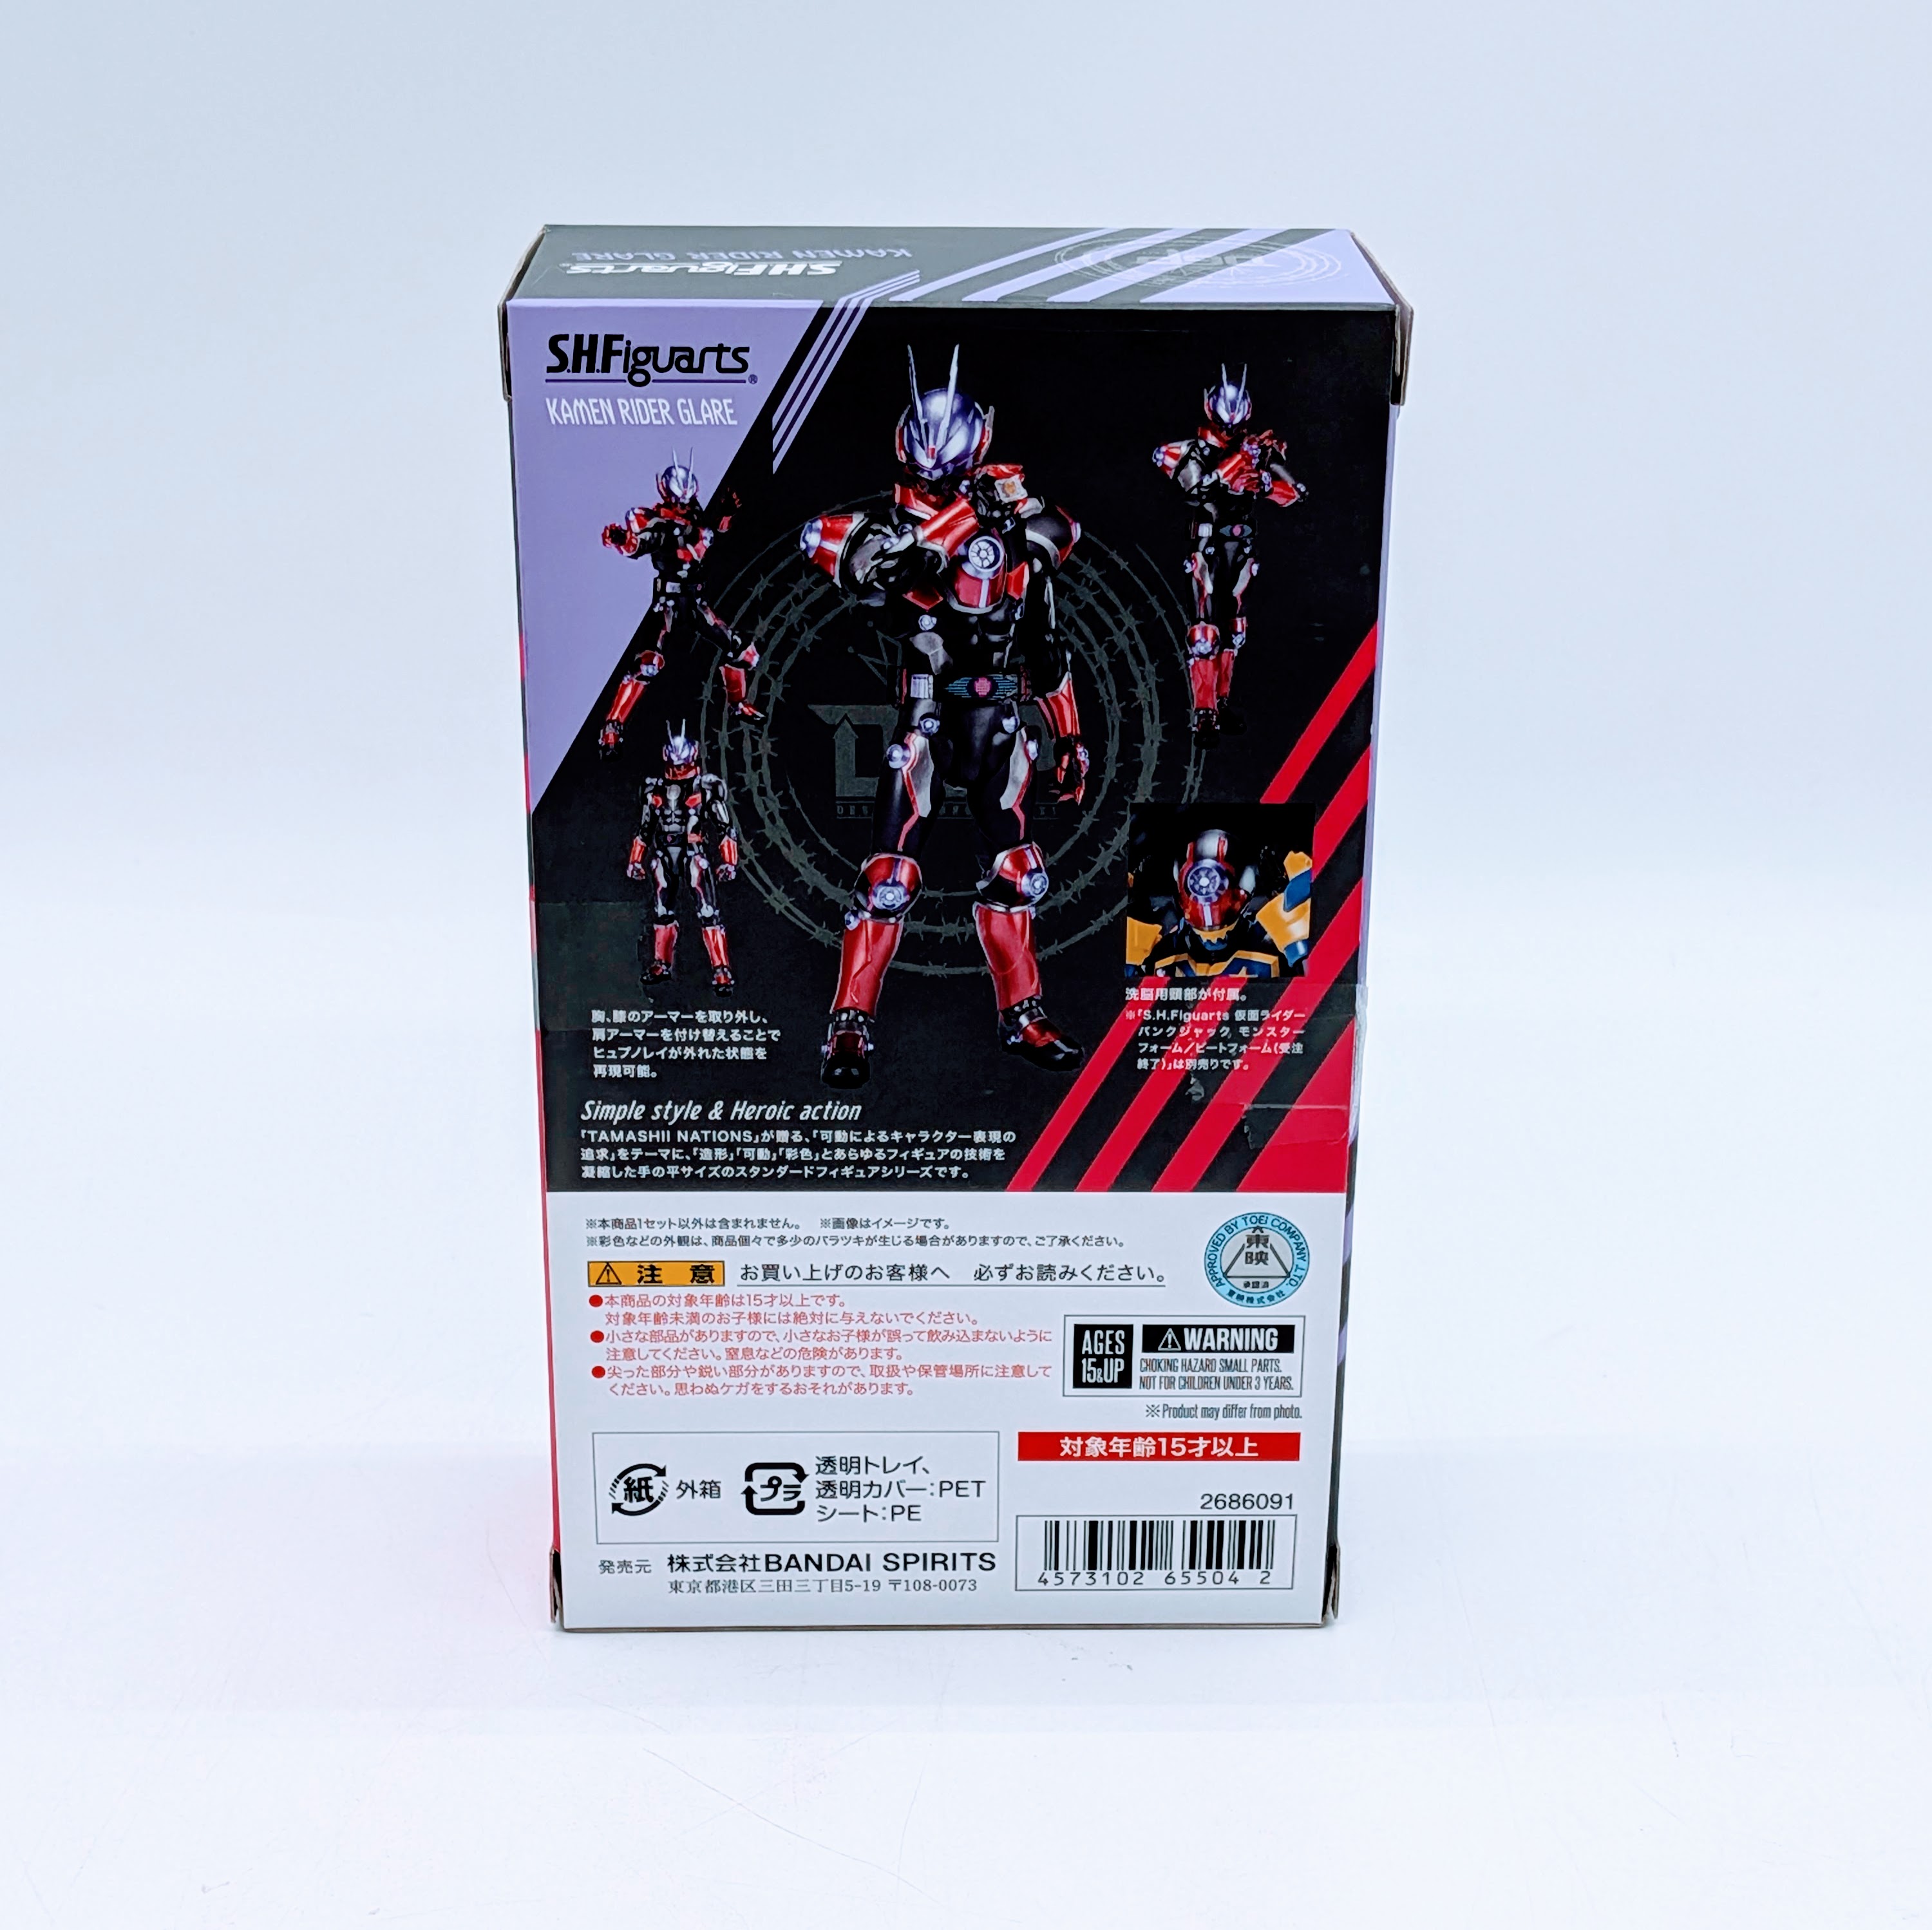 KAMEN RIDER GLARE
S.H.Figuarts
S.H.Figuarts®
KAMEN RIDER GLARE
胸、膝のアーマーを取り外し、
肩アーマーを付け替えることで
ヒュプノレイが外れた状態を
再現可能。
洗脳用頭部が付属。
※「S.H.Figuarts 仮面ライダー
パンクジャック モンスター
フォーム／ビートフォーム(受注
終了)」は別売りです。
Simple style & Heroic action
「TAMASHII NATIONS」が贈る、「可動によるキャラクター表現の
追求」をテーマに、「造形」「可動」「彩色」とあらゆるフィギュアの技術を
凝縮した手の平サイズのスタンダードフィギュアシリーズです。
※本商品1セット以外は含まれません。 ※画像はイメージです。
※彩色などの外観は、商品個々で多少のバラツキが生じる場合がありますので、ご了承ください。
⚠注 意 お買い上げのお客様へ 必ずお読みください。
APPROVED BY TOEI COMPANY, LTD.
東映
承認済
東映株式会社
●本商品の対象年齢は15才以上です。
対象年齢未満のお子様には絶対に与えないでください。
●小さな部品がありますので、小さなお子様が誤って飲み込まないように
注意してください。窒息などの危険があります。
●尖った部分や鋭い部分がありますので、取扱や保管場所に注意して
ください。思わぬケガをするおそれがあります。
AGES
15&UP
⚠WARNING
CHOKING HAZARD SMALL PARTS.
NOT FOR CHILDREN UNDER 3 YEARS.
※Product may differ from photo.
対象年齢15才以上
紙 外箱
プラ 透明トレイ、
透明カバー:PET
シート:PE
2686091
4573102 65504 2
発売元 株式会社BANDAI SPIRITS
東京都港区三田三丁目5-19 〒108-0073